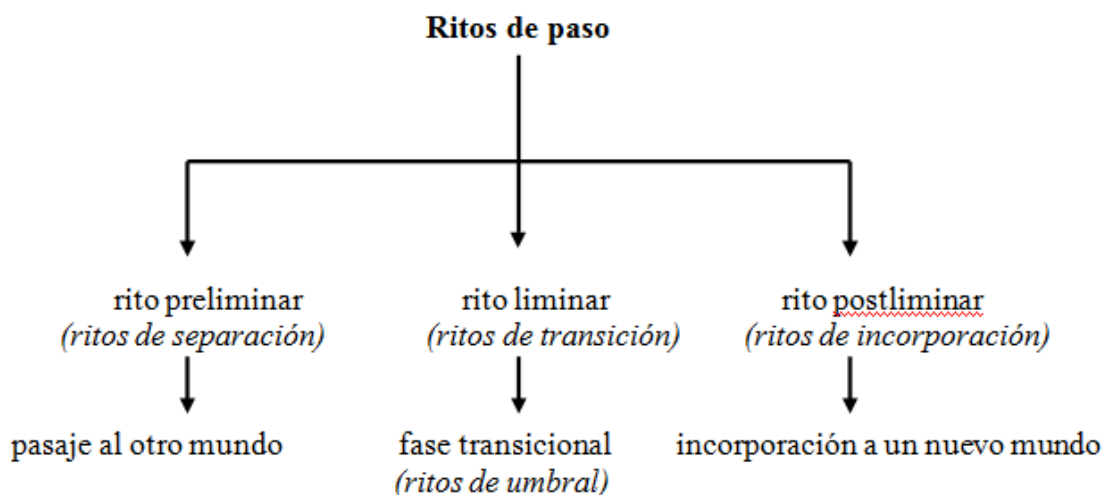 Ritos de paso
rito preliminar
(ritos de separación)
rito liminar
(ritos de transición)
rito postliminar
(ritos de incorporación)
pasaje al otro mundo
fase transicional
(ritos de umbral)
incorporación a un nuevo mundo